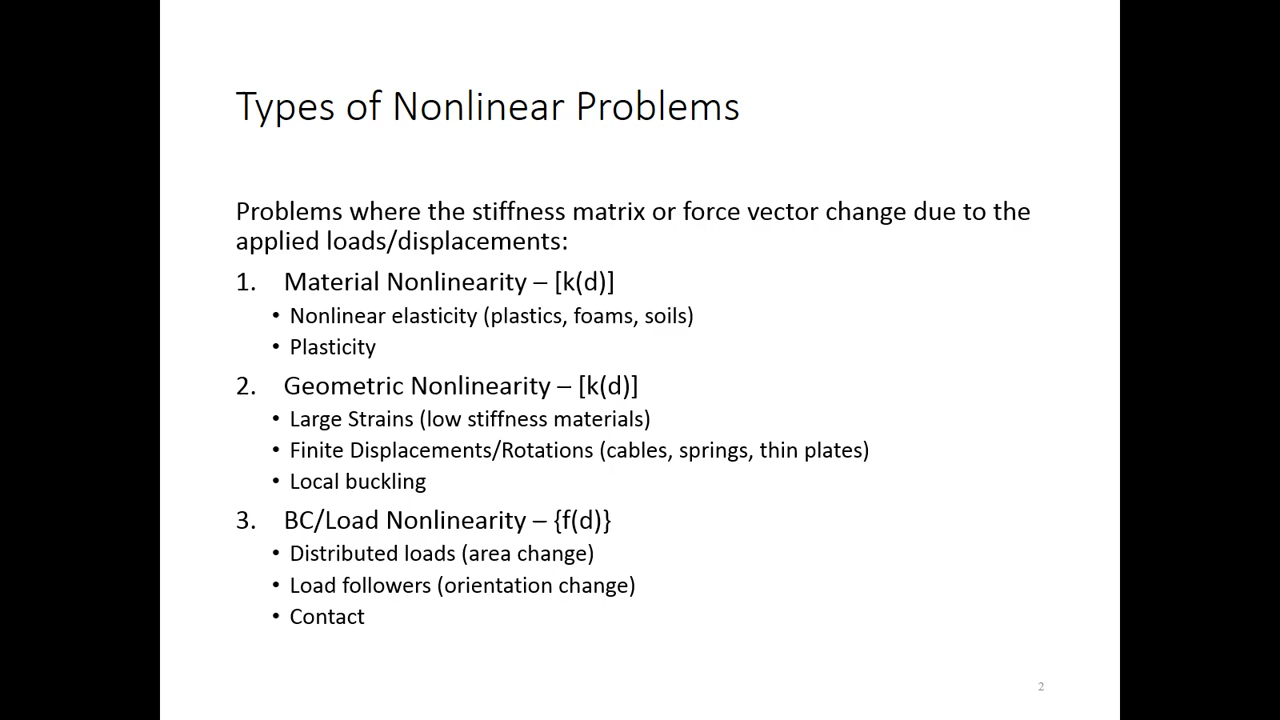 Types of Nonlinear Problems
Problems where the stiffness matrix or force vector change due to the
applied loads/displacements:
1. Material Nonlinearity – [k(d)]
• Nonlinear elasticity (plastics, foams, soils)
• Plasticity
2. Geometric Nonlinearity – [k(d)]
• Large Strains (low stiffness materials)
• Finite Displacements/Rotations (cables, springs, thin plates)
• Local buckling
3. BC/Load Nonlinearity – {f(d)}
• Distributed loads (area change)
• Load followers (orientation change)
• Contact
2